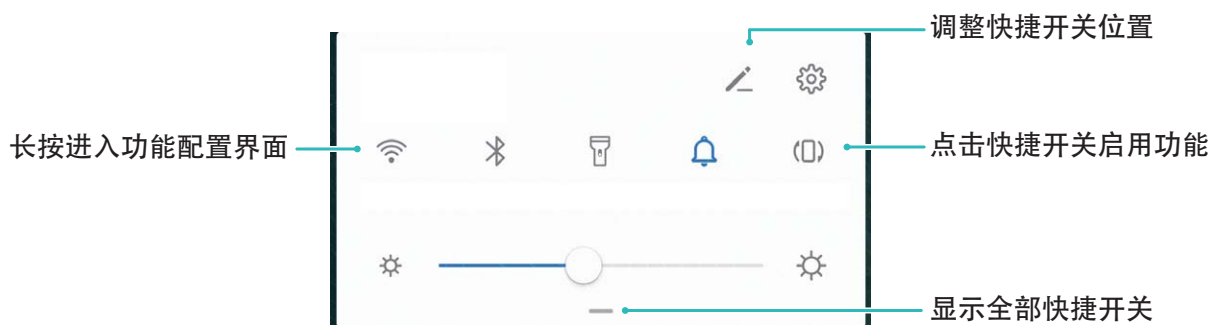 调整快捷开关位置
长按进入功能配置界面
点击快捷开关启用功能
显示全部快捷开关